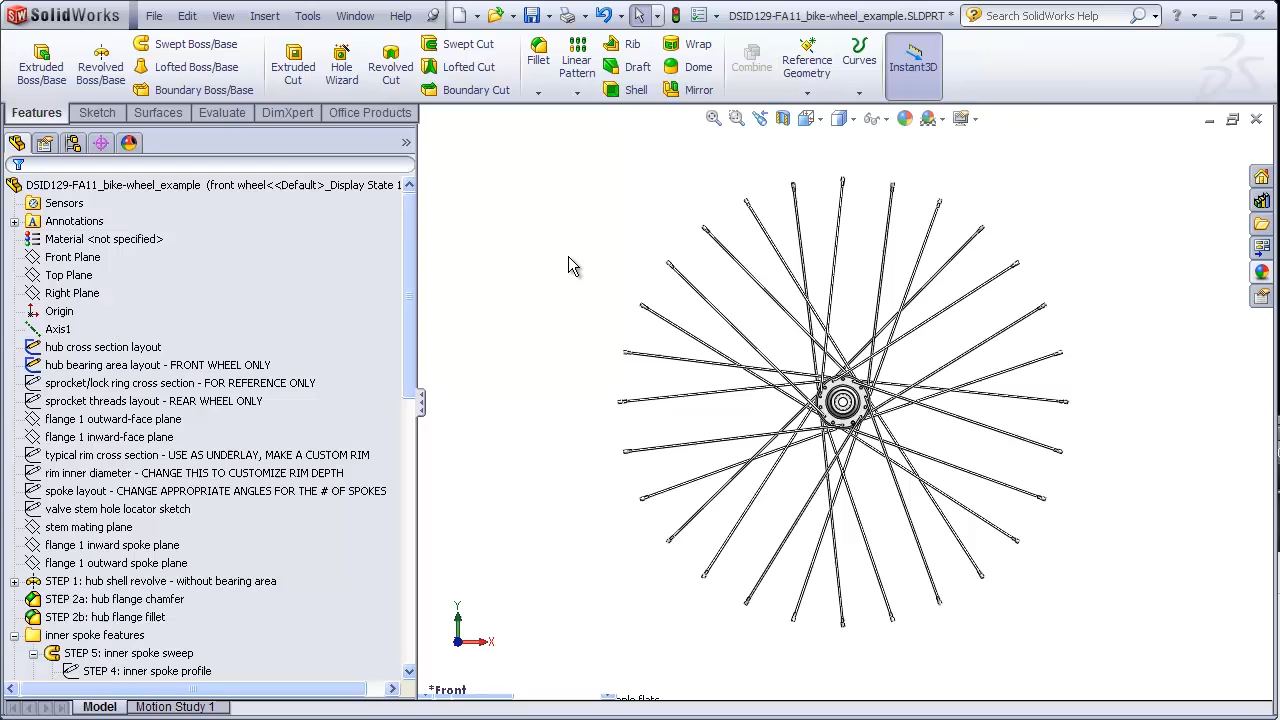 SolidWorks File Edit View Insert Tools Window Help DSID129-FA11_bike-wheel_example.SLDPRT * Search SolidWorks Help
Extruded Boss/Base
Revolved Boss/Base
Swept Boss/Base
Lofted Boss/Base
Boundary Boss/Base
Extruded Cut
Hole Wizard
Revolved Cut
Swept Cut
Lofted Cut
Boundary Cut
Fillet
Linear Pattern
Rib
Draft
Shell
Wrap
Dome
Mirror
Combine
Reference Geometry
Curves
Instant3D
Features Sketch Surfaces Evaluate DimXpert Office Products
DSID129-FA11_bike-wheel_example (front wheel<<Default>_Display State 1
Sensors
Annotations
Material <not specified>
Front Plane
Top Plane
Right Plane
Origin
Axis1
hub cross section layout
hub bearing area layout - FRONT WHEEL ONLY
sprocket/lock ring cross section - FOR REFERENCE ONLY
sprocket threads layout - REAR WHEEL ONLY
flange 1 outward-face plane
flange 1 inward-face plane
typical rim cross section - USE AS UNDERLAY, MAKE A CUSTOM RIM
rim inner diameter - CHANGE THIS TO CUSTOMIZE RIM DEPTH
spoke layout - CHANGE APPROPRIATE ANGLES FOR THE # OF SPOKES
valve stem hole locator sketch
stem mating plane
flange 1 inward spoke plane
flange 1 outward spoke plane
STEP 1: hub shell revolve - without bearing area
STEP 2a: hub flange chamfer
STEP 2b: hub flange fillet
inner spoke features
STEP 5: inner spoke sweep
STEP 4: inner spoke profile
Y
X
*Front
Model Motion Study 1